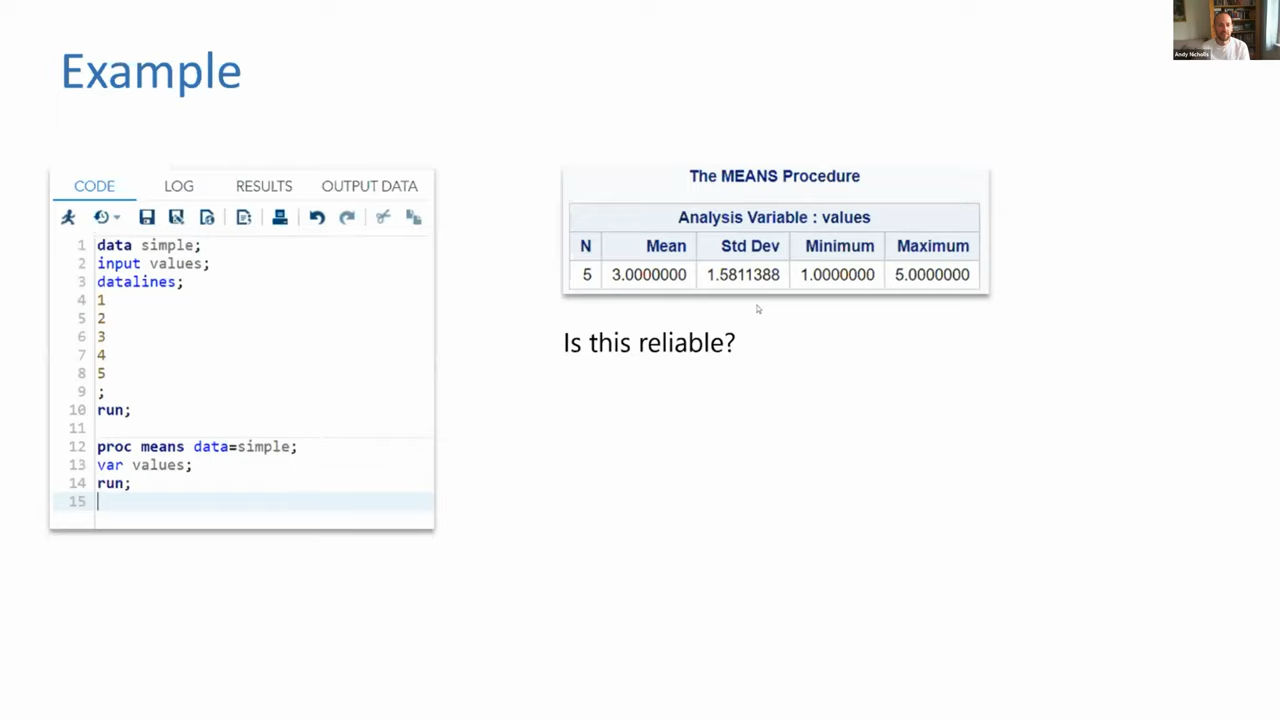 Andy Nicholls
Example
CODE LOG RESULTS OUTPUT DATA
1 data simple;
2 input values;
3 datalines;
4 1
5 2
6 3
7 4
8 5
9 ;
10 run;
11
12 proc means data=simple;
13 var values;
14 run;
15
The MEANS Procedure
Analysis Variable : values
N Mean Std Dev Minimum Maximum
5 3.0000000 1.5811388 1.0000000 5.0000000
Is this reliable?